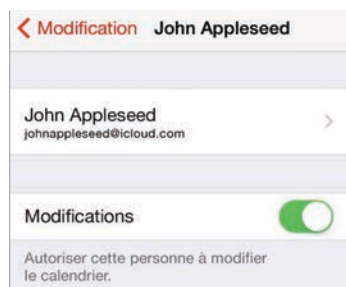 Modification John Appleseed
John Appleseed
johnappleseed@icloud.com
Modifications
Autoriser cette personne à modifier
le calendrier.